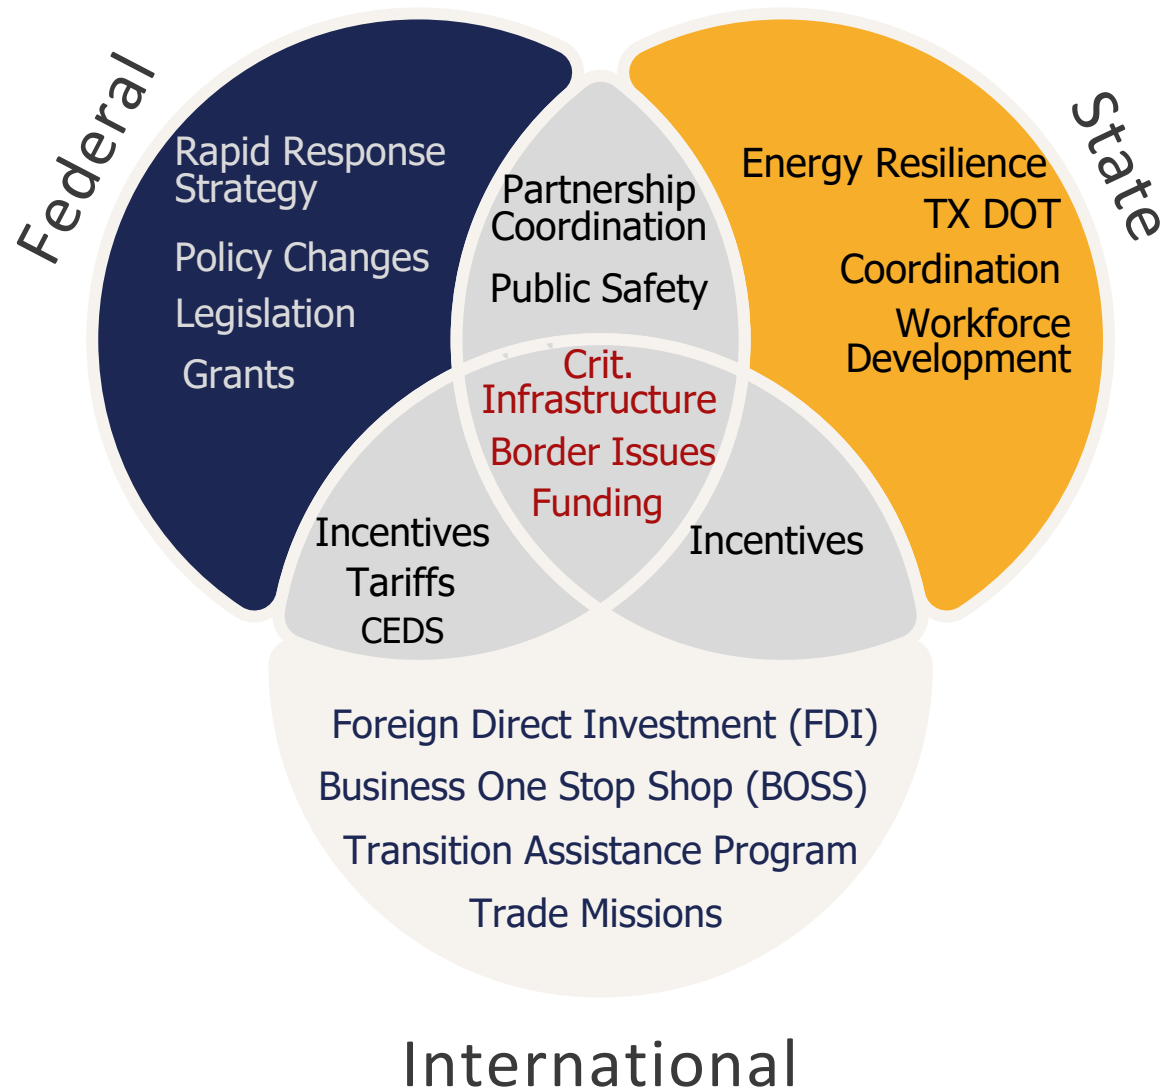 Federal
Rapid Response
Strategy
Policy Changes
Legislation
Grants
Partnership
Coordination
Public Safety
State
Energy Resilience
TX DOT
Coordination
Workforce
Development
Crit.
Infrastructure
Border Issues
Funding
Incentives
Tariffs
CEDS
Incentives
Foreign Direct Investment (FDI)
Business One Stop Shop (BOSS)
Transition Assistance Program
Trade Missions
International